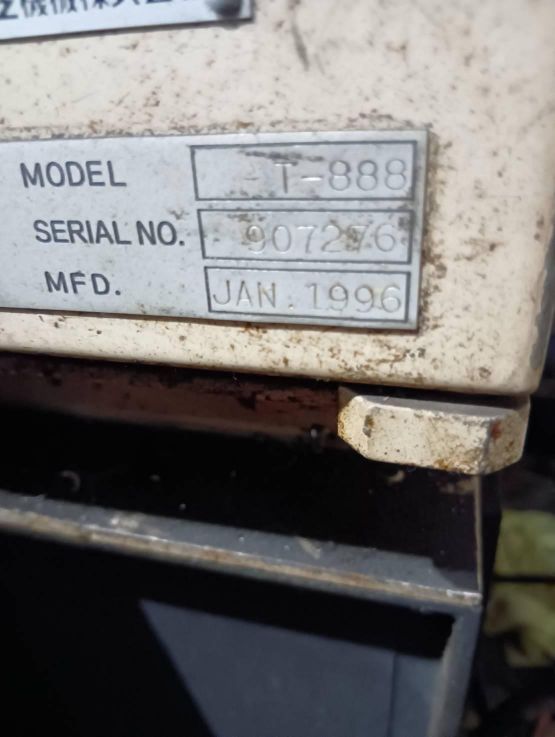 MODEL T-888
SERIAL NO. 907276
MFD. JAN. 1996